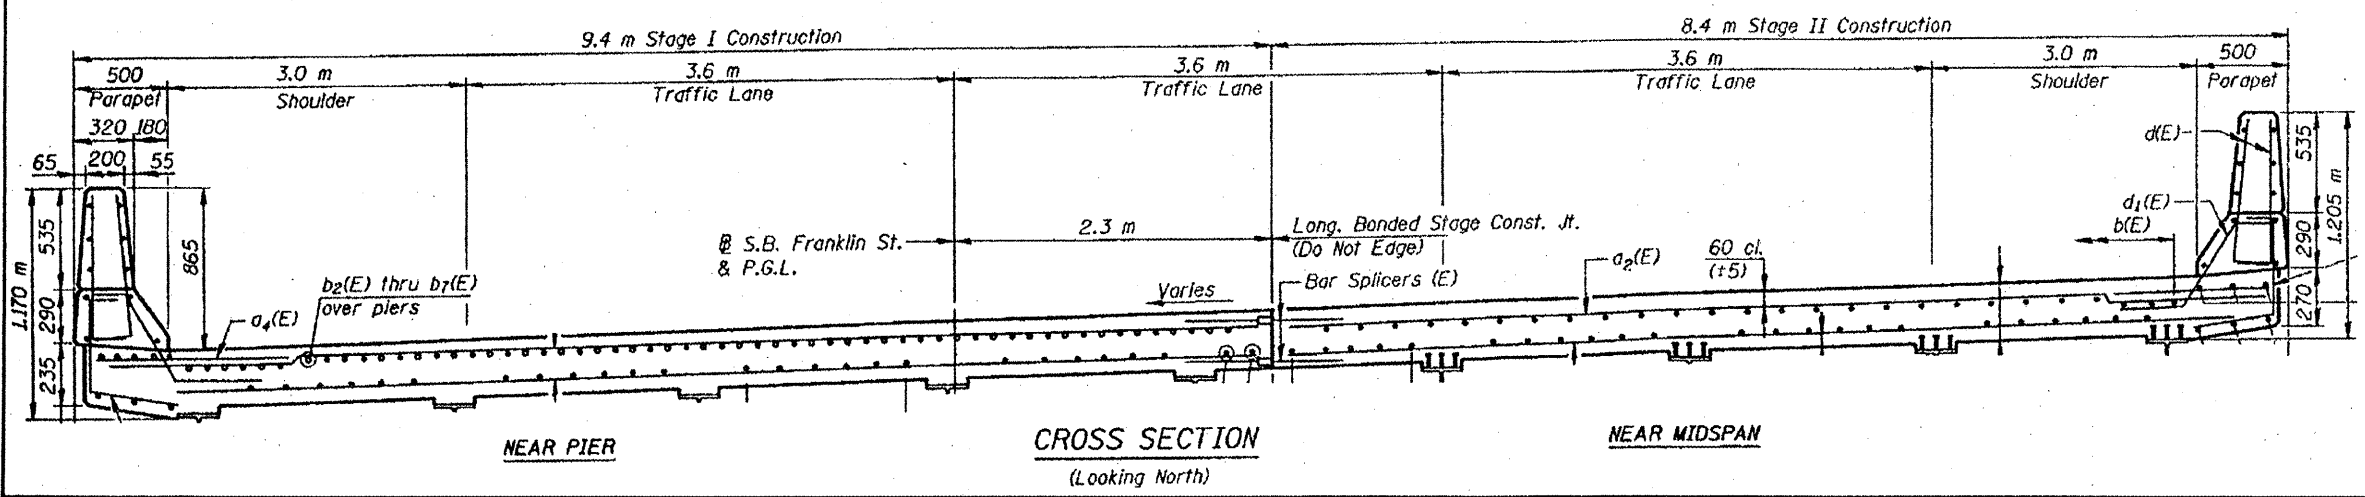 9.4 m Stage I Construction
8.4 m Stage II Construction
500
3.0 m
3.6 m
3.6 m
3.6 m
3.0 m
500
Parapet
Shoulder
Traffic Lane
Traffic Lane
Traffic Lane
Shoulder
Parapet
320
180
65
200
55
535
290
235
1.170 m
865
℄ S.B. Franklin St.
& P.G.L.
2.3 m
Long. Bonded Stage Const. Jt.
(Do Not Edge)
b2(E) thru b7(E)
over piers
a4(E)
Varies
Bar Splicers (E)
a2(E)
60 cl.
(±5)
d(E)
d1(E)
b(E)
535
290
270
1.205 m
NEAR PIER
CROSS SECTION
(Looking North)
NEAR MIDSPAN